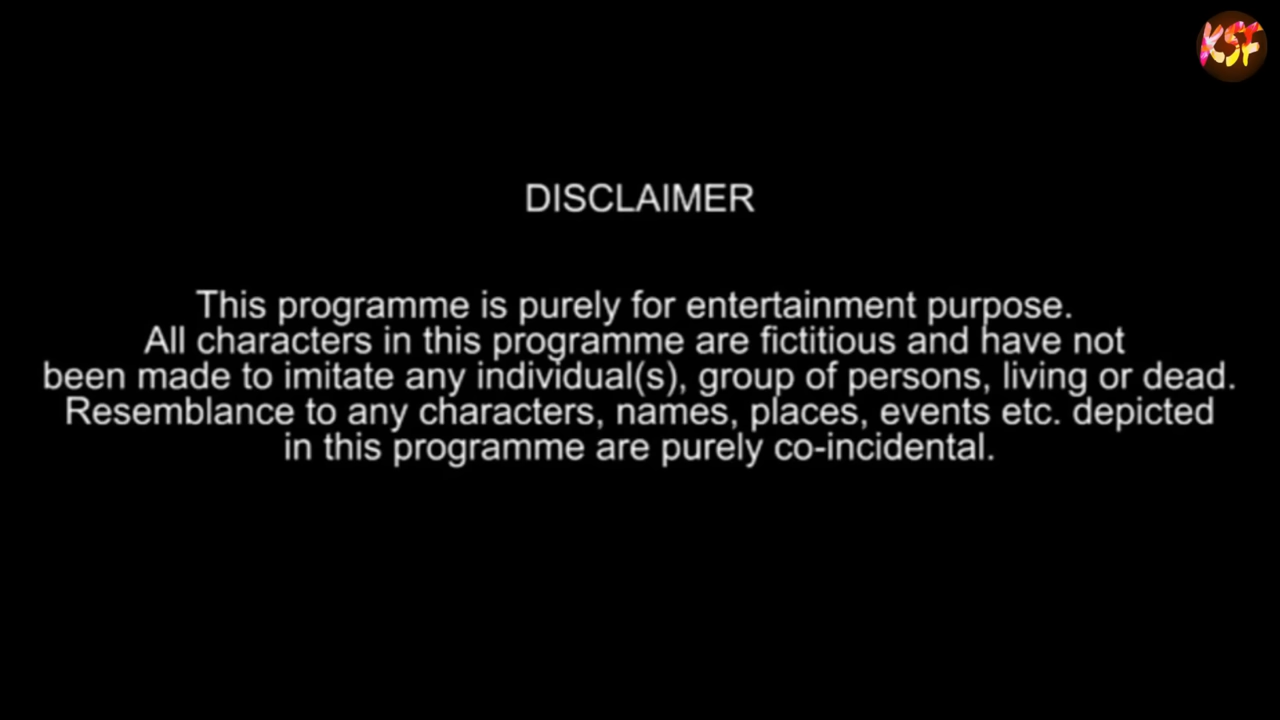 KSF
DISCLAIMER
This programme is purely for entertainment purpose.
All characters in this programme are fictitious and have not
been made to imitate any individual(s), group of persons, living or dead.
Resemblance to any characters, names, places, events etc. depicted
in this programme are purely co-incidental.